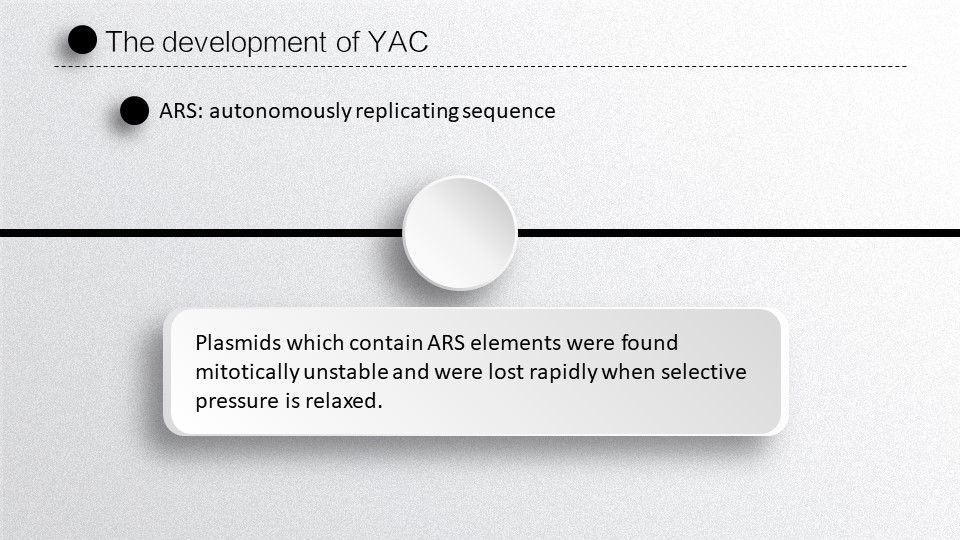 The development of YAC
ARS: autonomously replicating sequence
Plasmids which contain ARS elements were found
mitotically unstable and were lost rapidly when selective
pressure is relaxed.